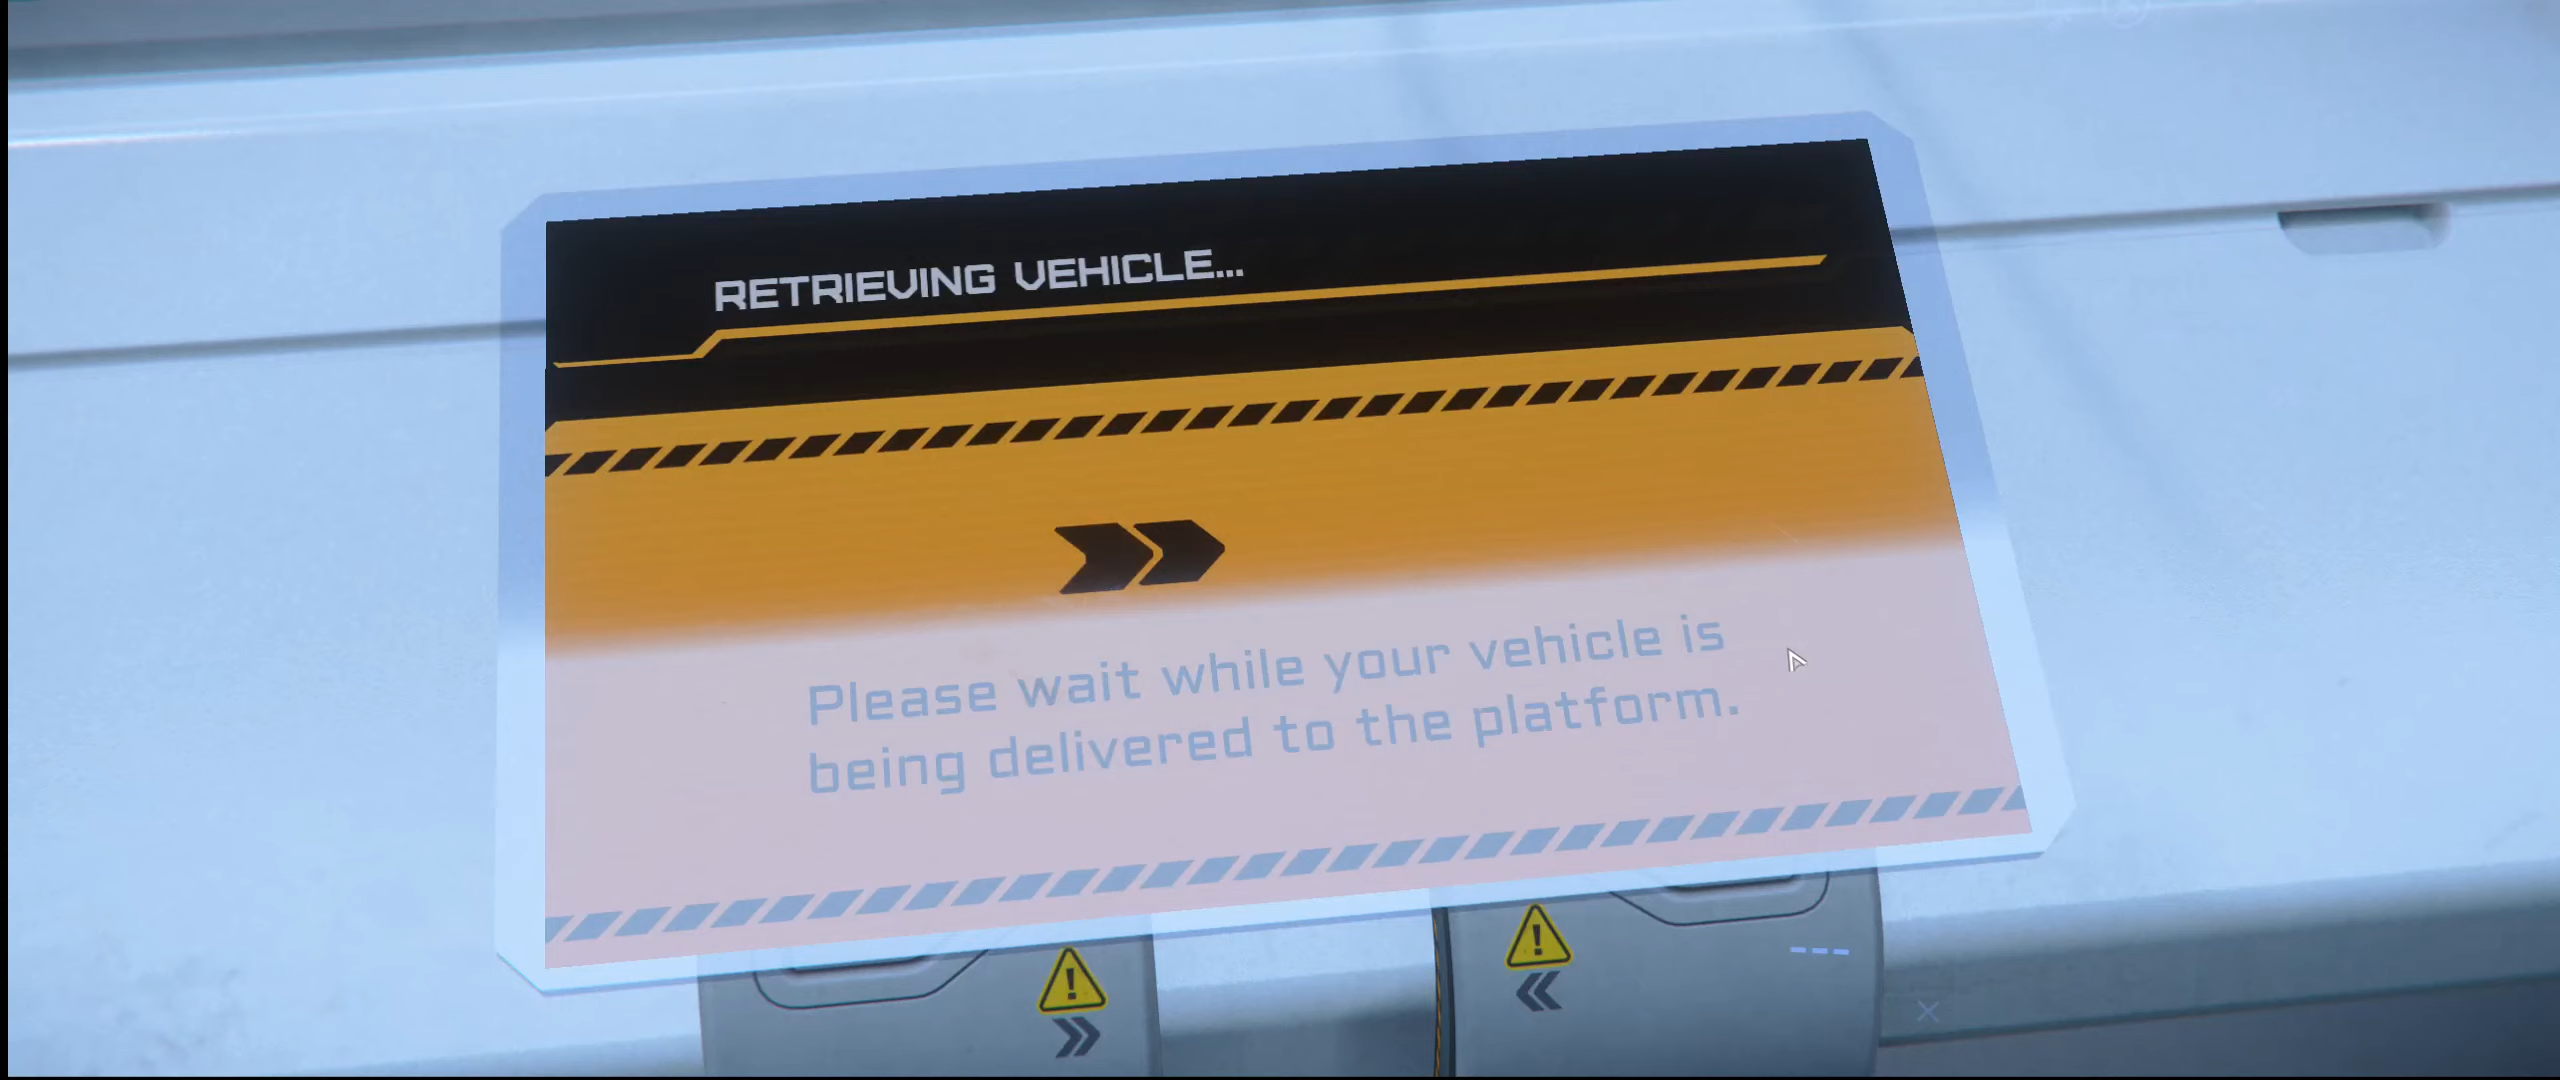 RETRIEVING VEHICLE...
Please wait while your vehicle is
being delivered to the platform.